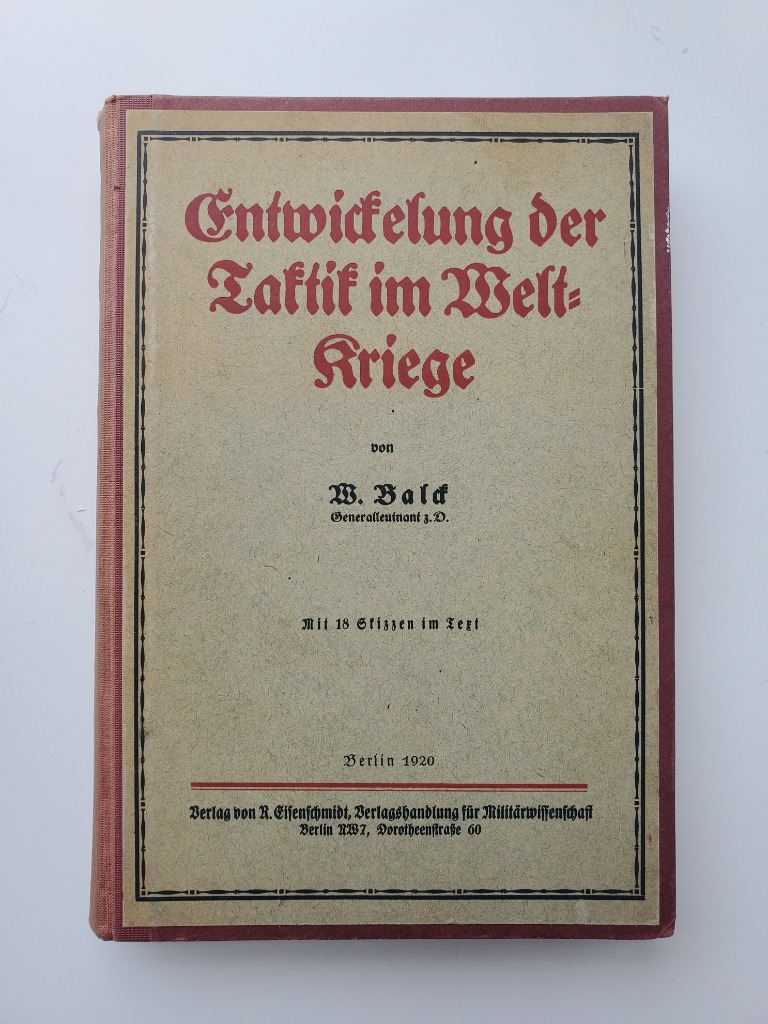 Entwickelung der
Taktik im Welt-
Kriege
von
W. Balck
Generalleutnant z. D.
Mit 18 Skizzen im Text
Berlin 1920
Verlag von R. Eisenschmidt, Verlagshandlung für Militärwissenschaft
Berlin NW7, Dorotheenstraße 60